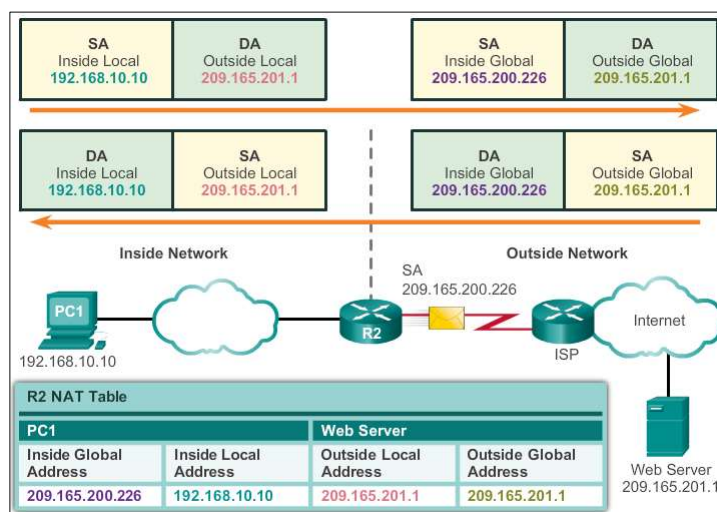 SA
Inside Local
192.168.10.10
DA
Outside Local
209.165.201.1
SA
Inside Global
209.165.200.226
DA
Outside Global
209.165.201.1
DA
Inside Local
192.168.10.10
SA
Outside Local
209.165.201.1
DA
Inside Global
209.165.200.226
SA
Outside Global
209.165.201.1
Inside Network
Outside Network
SA
209.165.200.226
PC1
192.168.10.10
R2
ISP
Internet
Web Server
209.165.201.1
R2 NAT Table
PC1
Web Server
Inside Global
Address
Inside Local
Address
Outside Local
Address
Outside Global
Address
209.165.200.226
192.168.10.10
209.165.201.1
209.165.201.1